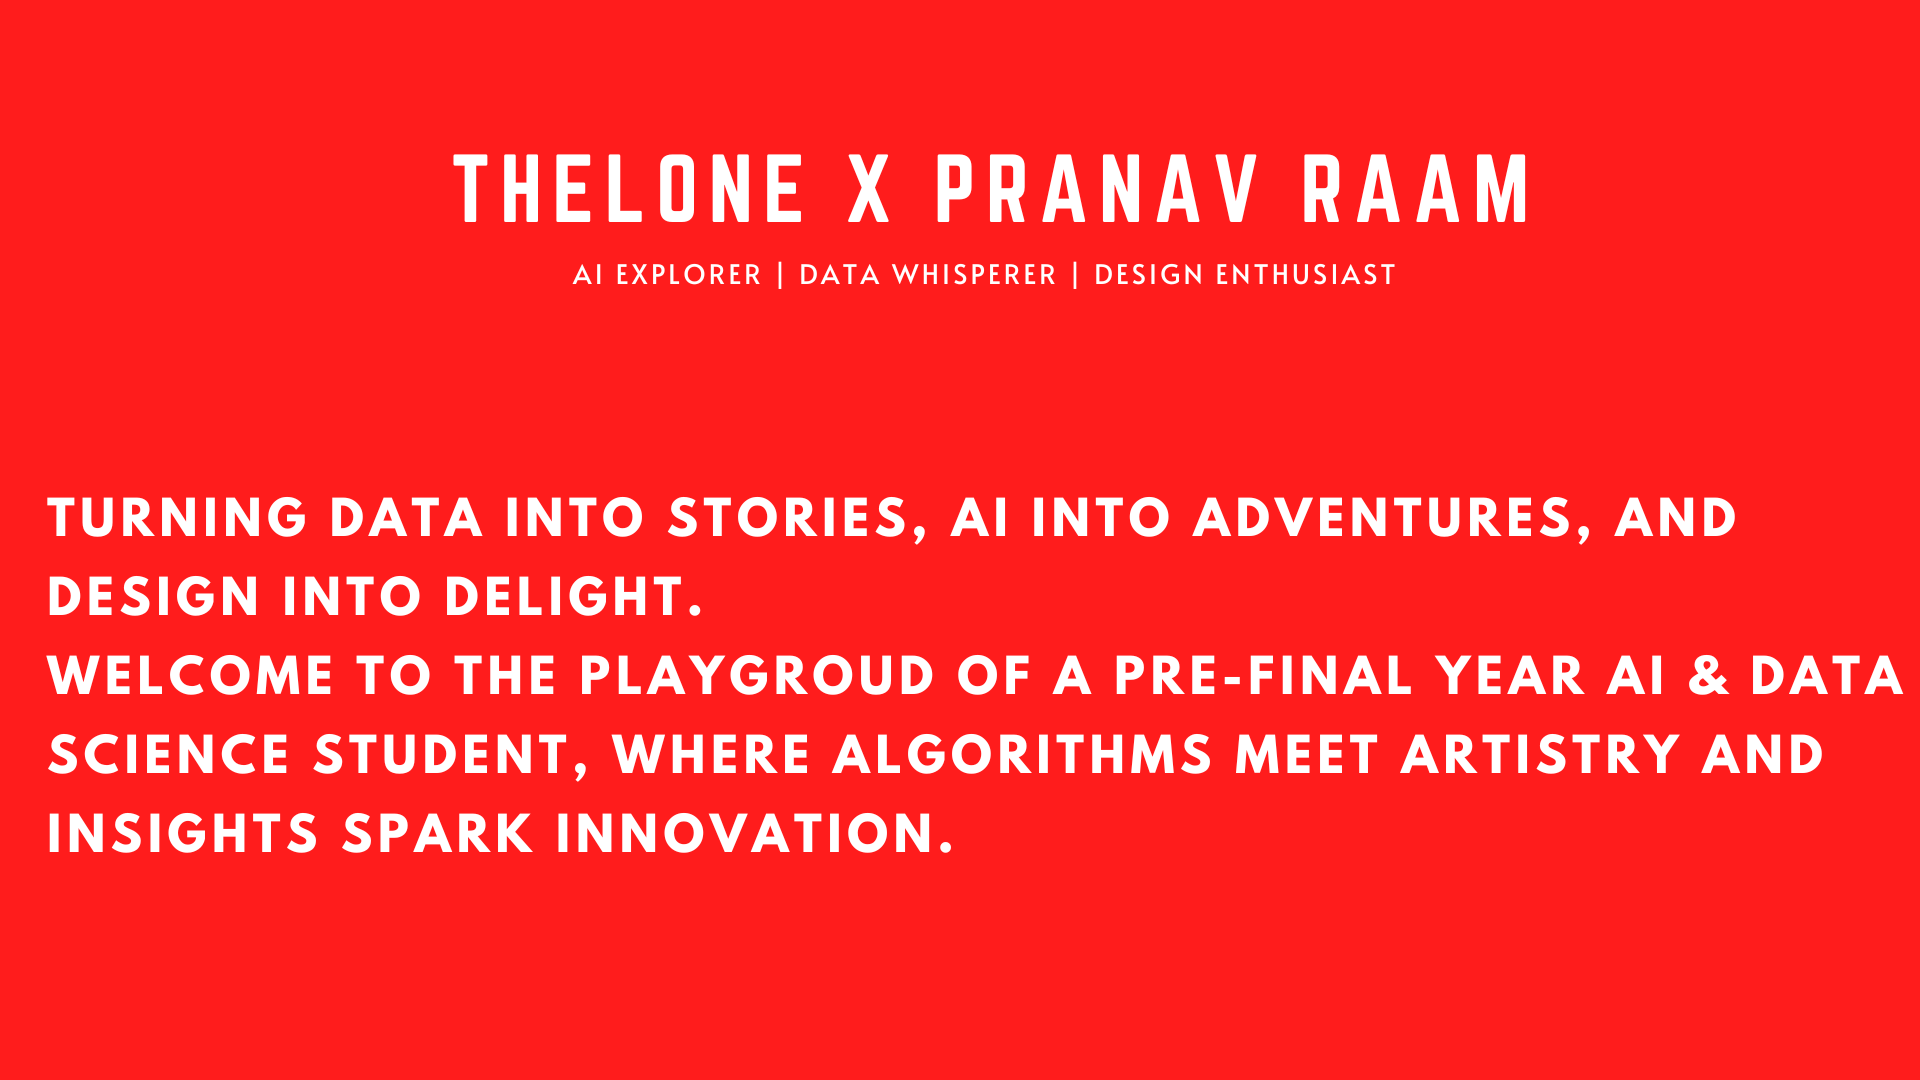 THELONE X PRANAV RAAM
AI EXPLORER | DATA WHISPERER | DESIGN ENTHUSIAST
TURNING DATA INTO STORIES, AI INTO ADVENTURES, AND
DESIGN INTO DELIGHT.
WELCOME TO THE PLAYGROUD OF A PRE-FINAL YEAR AI & DATA
SCIENCE STUDENT, WHERE ALGORITHMS MEET ARTISTRY AND
INSIGHTS SPARK INNOVATION.